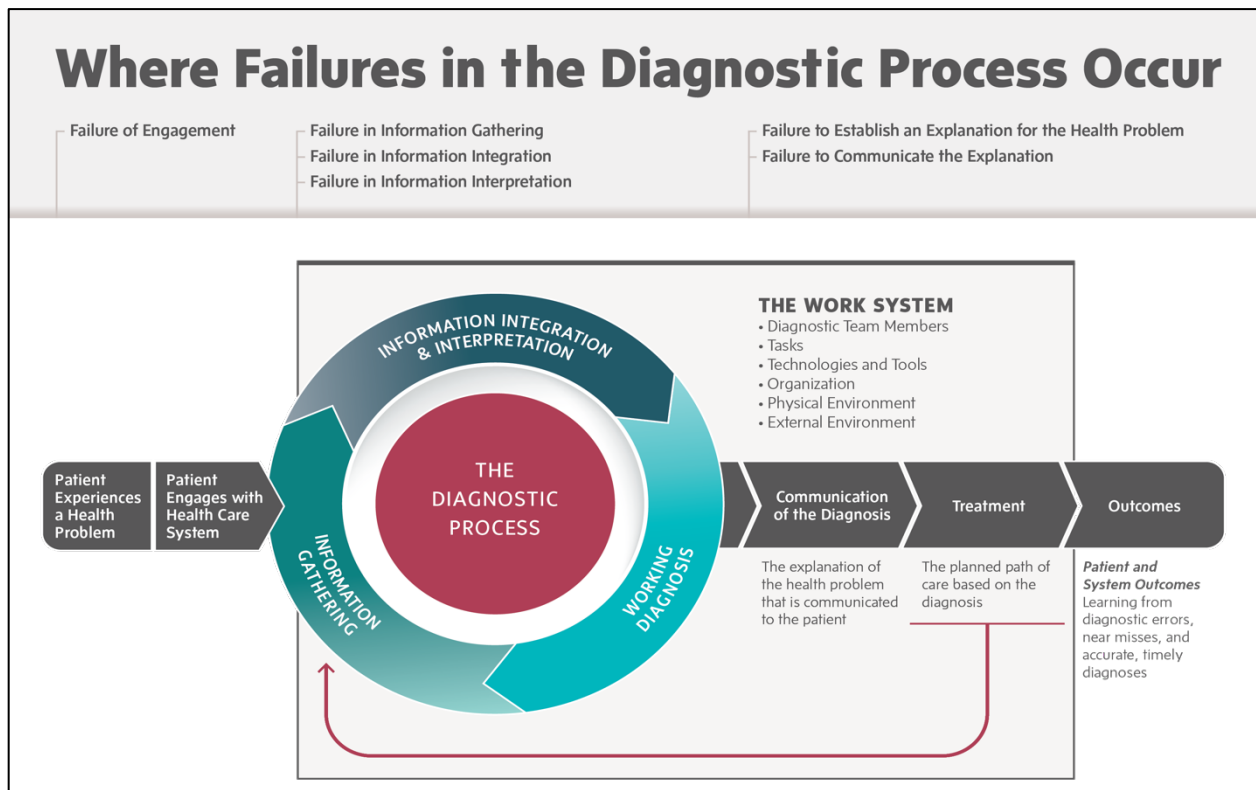 Where Failures in the Diagnostic Process Occur
Failure of Engagement
Failure in Information Gathering
Failure in Information Integration
Failure in Information Interpretation
Failure to Establish an Explanation for the Health Problem
Failure to Communicate the Explanation
THE WORK SYSTEM
• Diagnostic Team Members
• Tasks
• Technologies and Tools
• Organization
• Physical Environment
• External Environment
Patient
Experiences
a Health
Problem
Patient
Engages with
Health Care
System
INFORMATION INTEGRATION
& INTERPRETATION
INFORMATION
GATHERING
WORKING
DIAGNOSIS
THE
DIAGNOSTIC
PROCESS
Communication
of the Diagnosis
Treatment
Outcomes
The explanation of
the health problem
that is communicated
to the patient
The planned path of
care based on the
diagnosis
Patient and
System Outcomes
Learning from
diagnostic errors,
near misses, and
accurate, timely
diagnoses